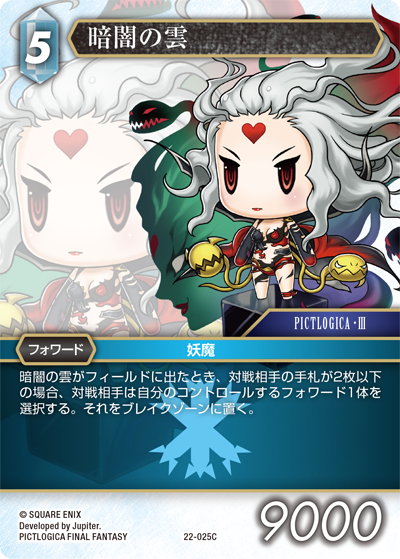 5
暗闇の雲
PICTLOGICA・III
フォワード
妖魔
暗闇の雲がフィールドに出たとき、対戦相手の手札が2枚以下
の場合、対戦相手は自分のコントロールするフォワード1体を
選択する。それをブレイクゾーンに置く。
© SQUARE ENIX
Developed by Jupiter.
PICTLOGICA FINAL FANTASY
22-025C
9000